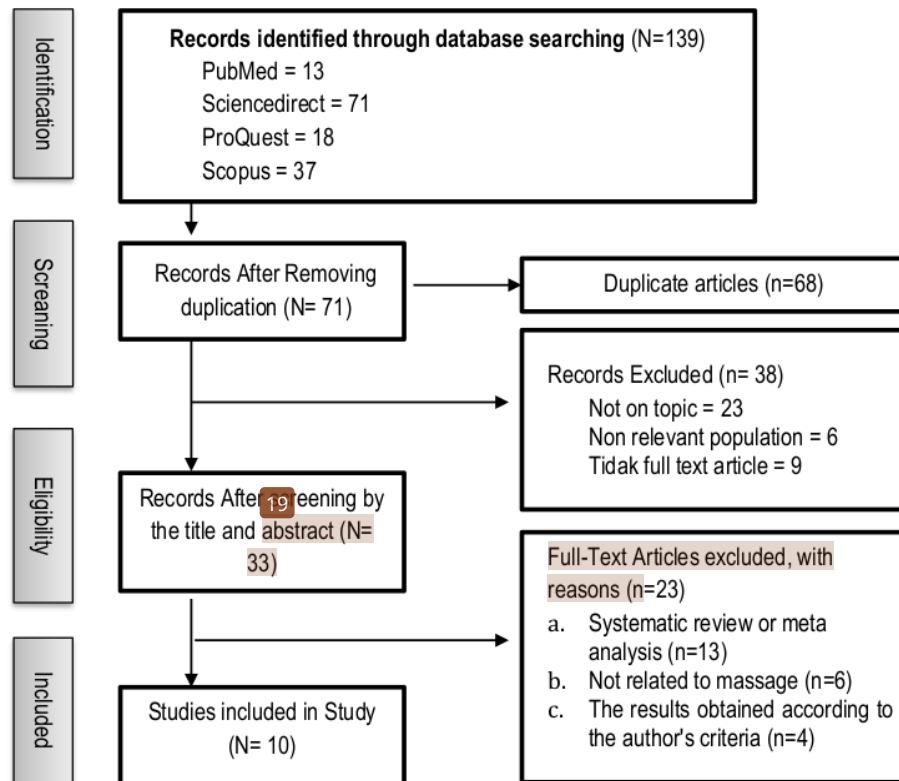 Identification
Records identified through database searching (N=139)
PubMed = 13
Sciencedirect = 71
ProQuest = 18
Scopus = 37
Screaning
Records After Removing
duplication (N= 71)
Duplicate articles (n=68)
Records Excluded (n= 38)
Not on topic = 23
Non relevant population = 6
Tidak full text article = 9
Eligibility
Records After screening by
19
the title and abstract (N=
33)
Full-Text Articles excluded, with
reasons (n=23)
a. Systematic review or meta
analysis (n=13)
b. Not related to massage (n=6)
c. The results obtained according to
the author's criteria (n=4)
Included
Studies included in Study
(N= 10)